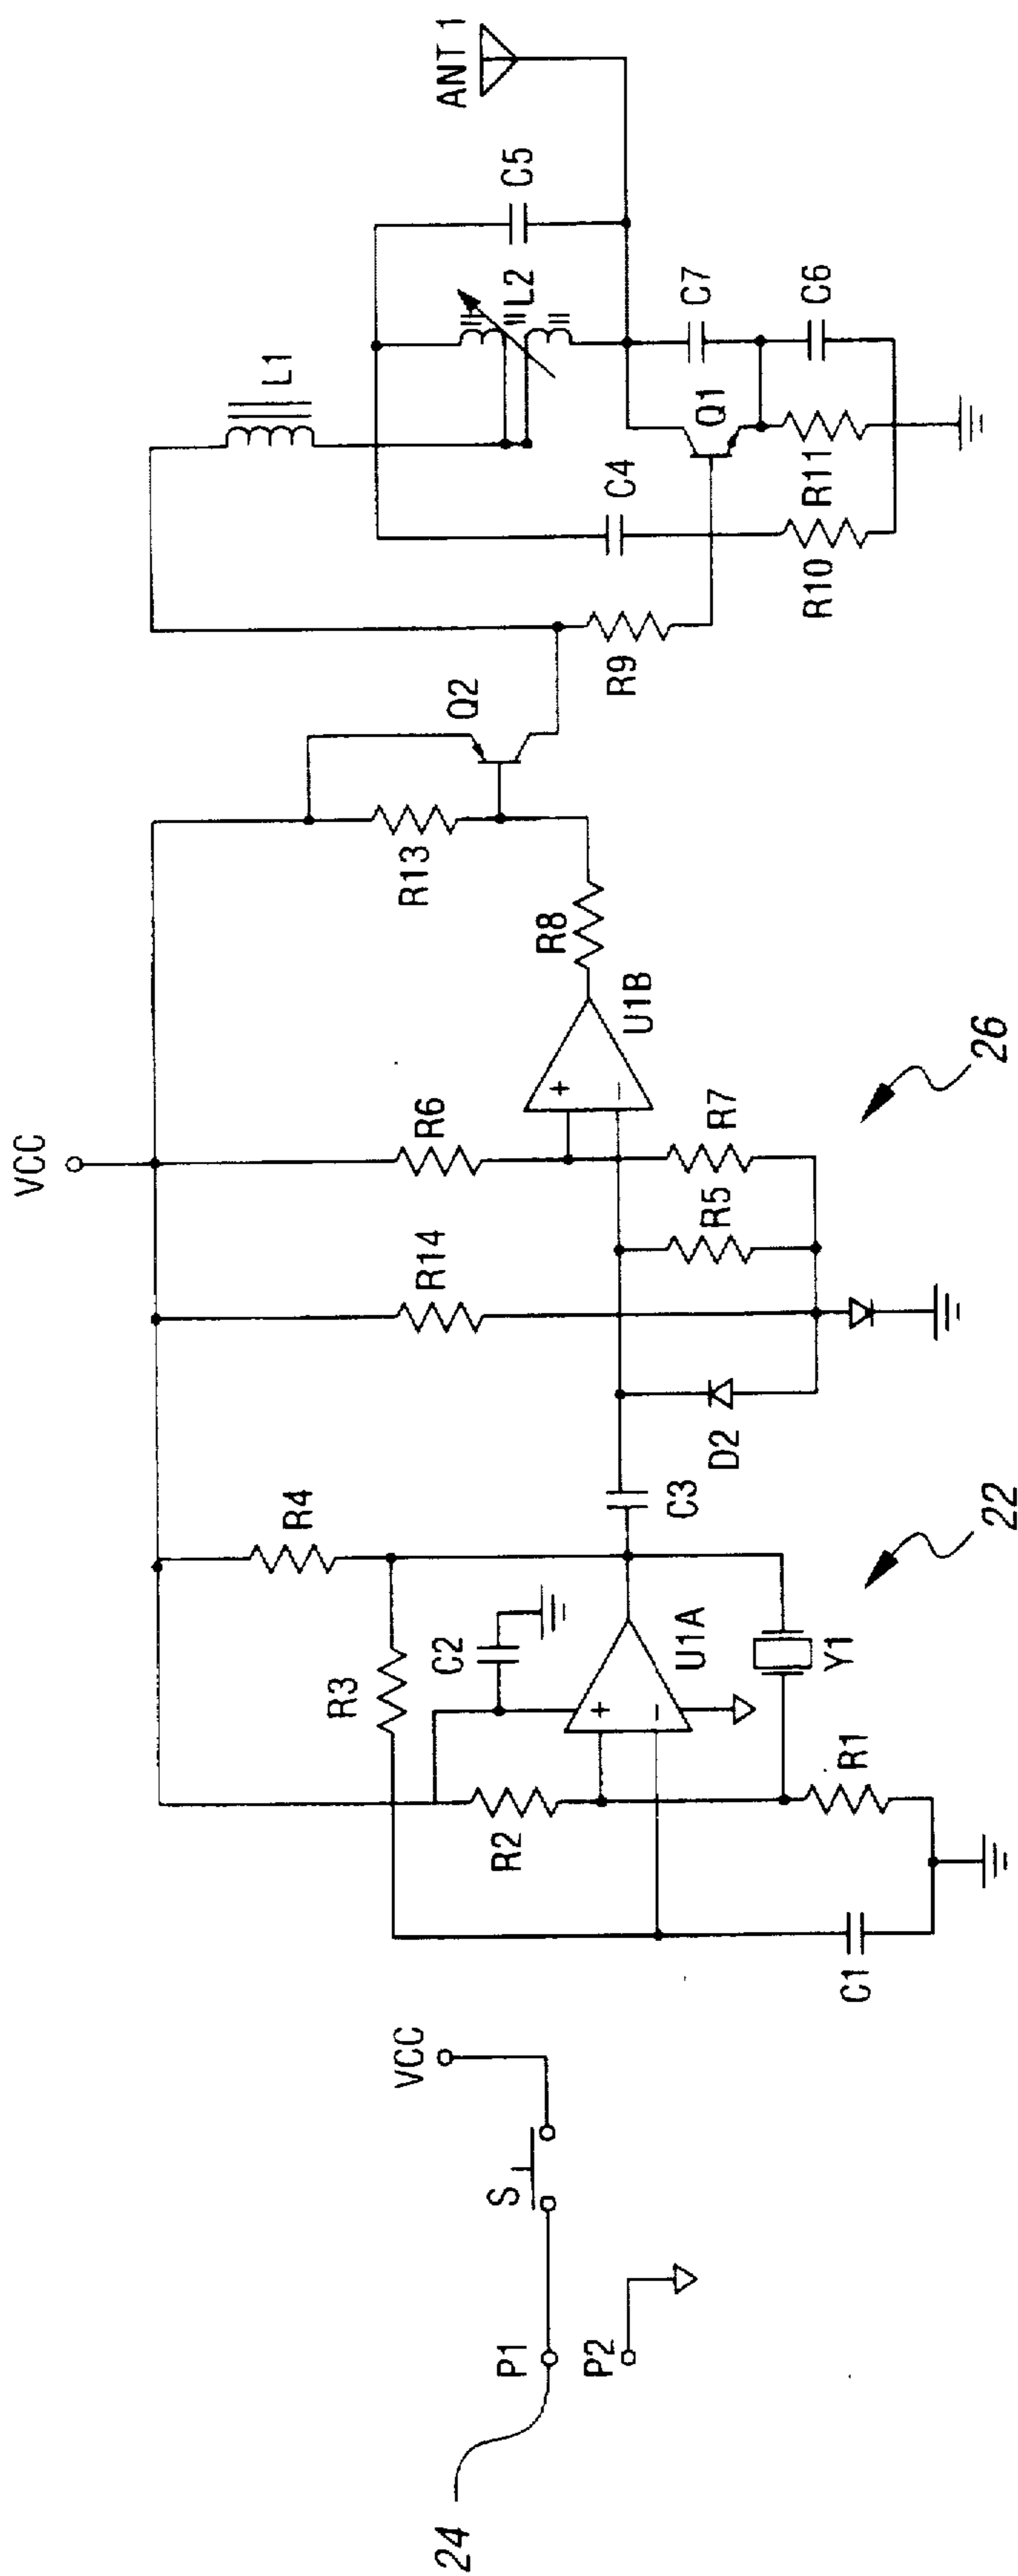 VCC
ANT 1
L1
C5
L2
C7
C6
C4
Q1
R11
R10
R9
Q2
R13
R8
U1B
R6
R7
R5
R14
26
D2
C3
R4
22
C2
R3
U1A
Y1
R1
R2
C1
VCC
S
P1
P2
24
+
−
+
−